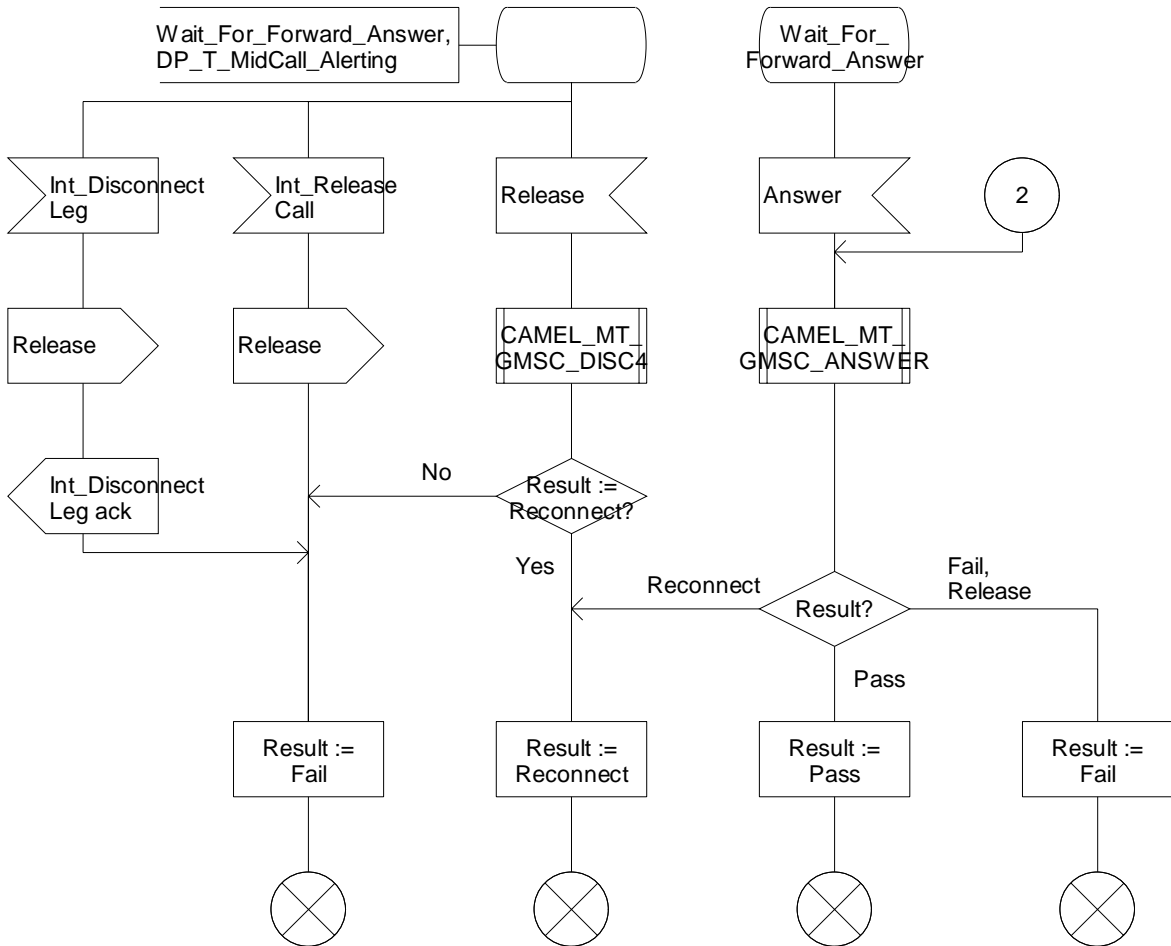 Wait_For_Forward_Answer,
DP_T_MidCall_Alerting
Wait_For_
Forward_Answer
Int_Disconnect
Leg
Int_Release
Call
Release
Answer
2
Release
Release
CAMEL_MT_
GMSC_DISC4
CAMEL_MT_
GMSC_ANSWER
Int_Disconnect
Leg ack
No
Result :=
Reconnect?
Yes
Reconnect
Result?
Fail,
Release
Pass
Result :=
Fail
Result :=
Reconnect
Result :=
Pass
Result :=
Fail